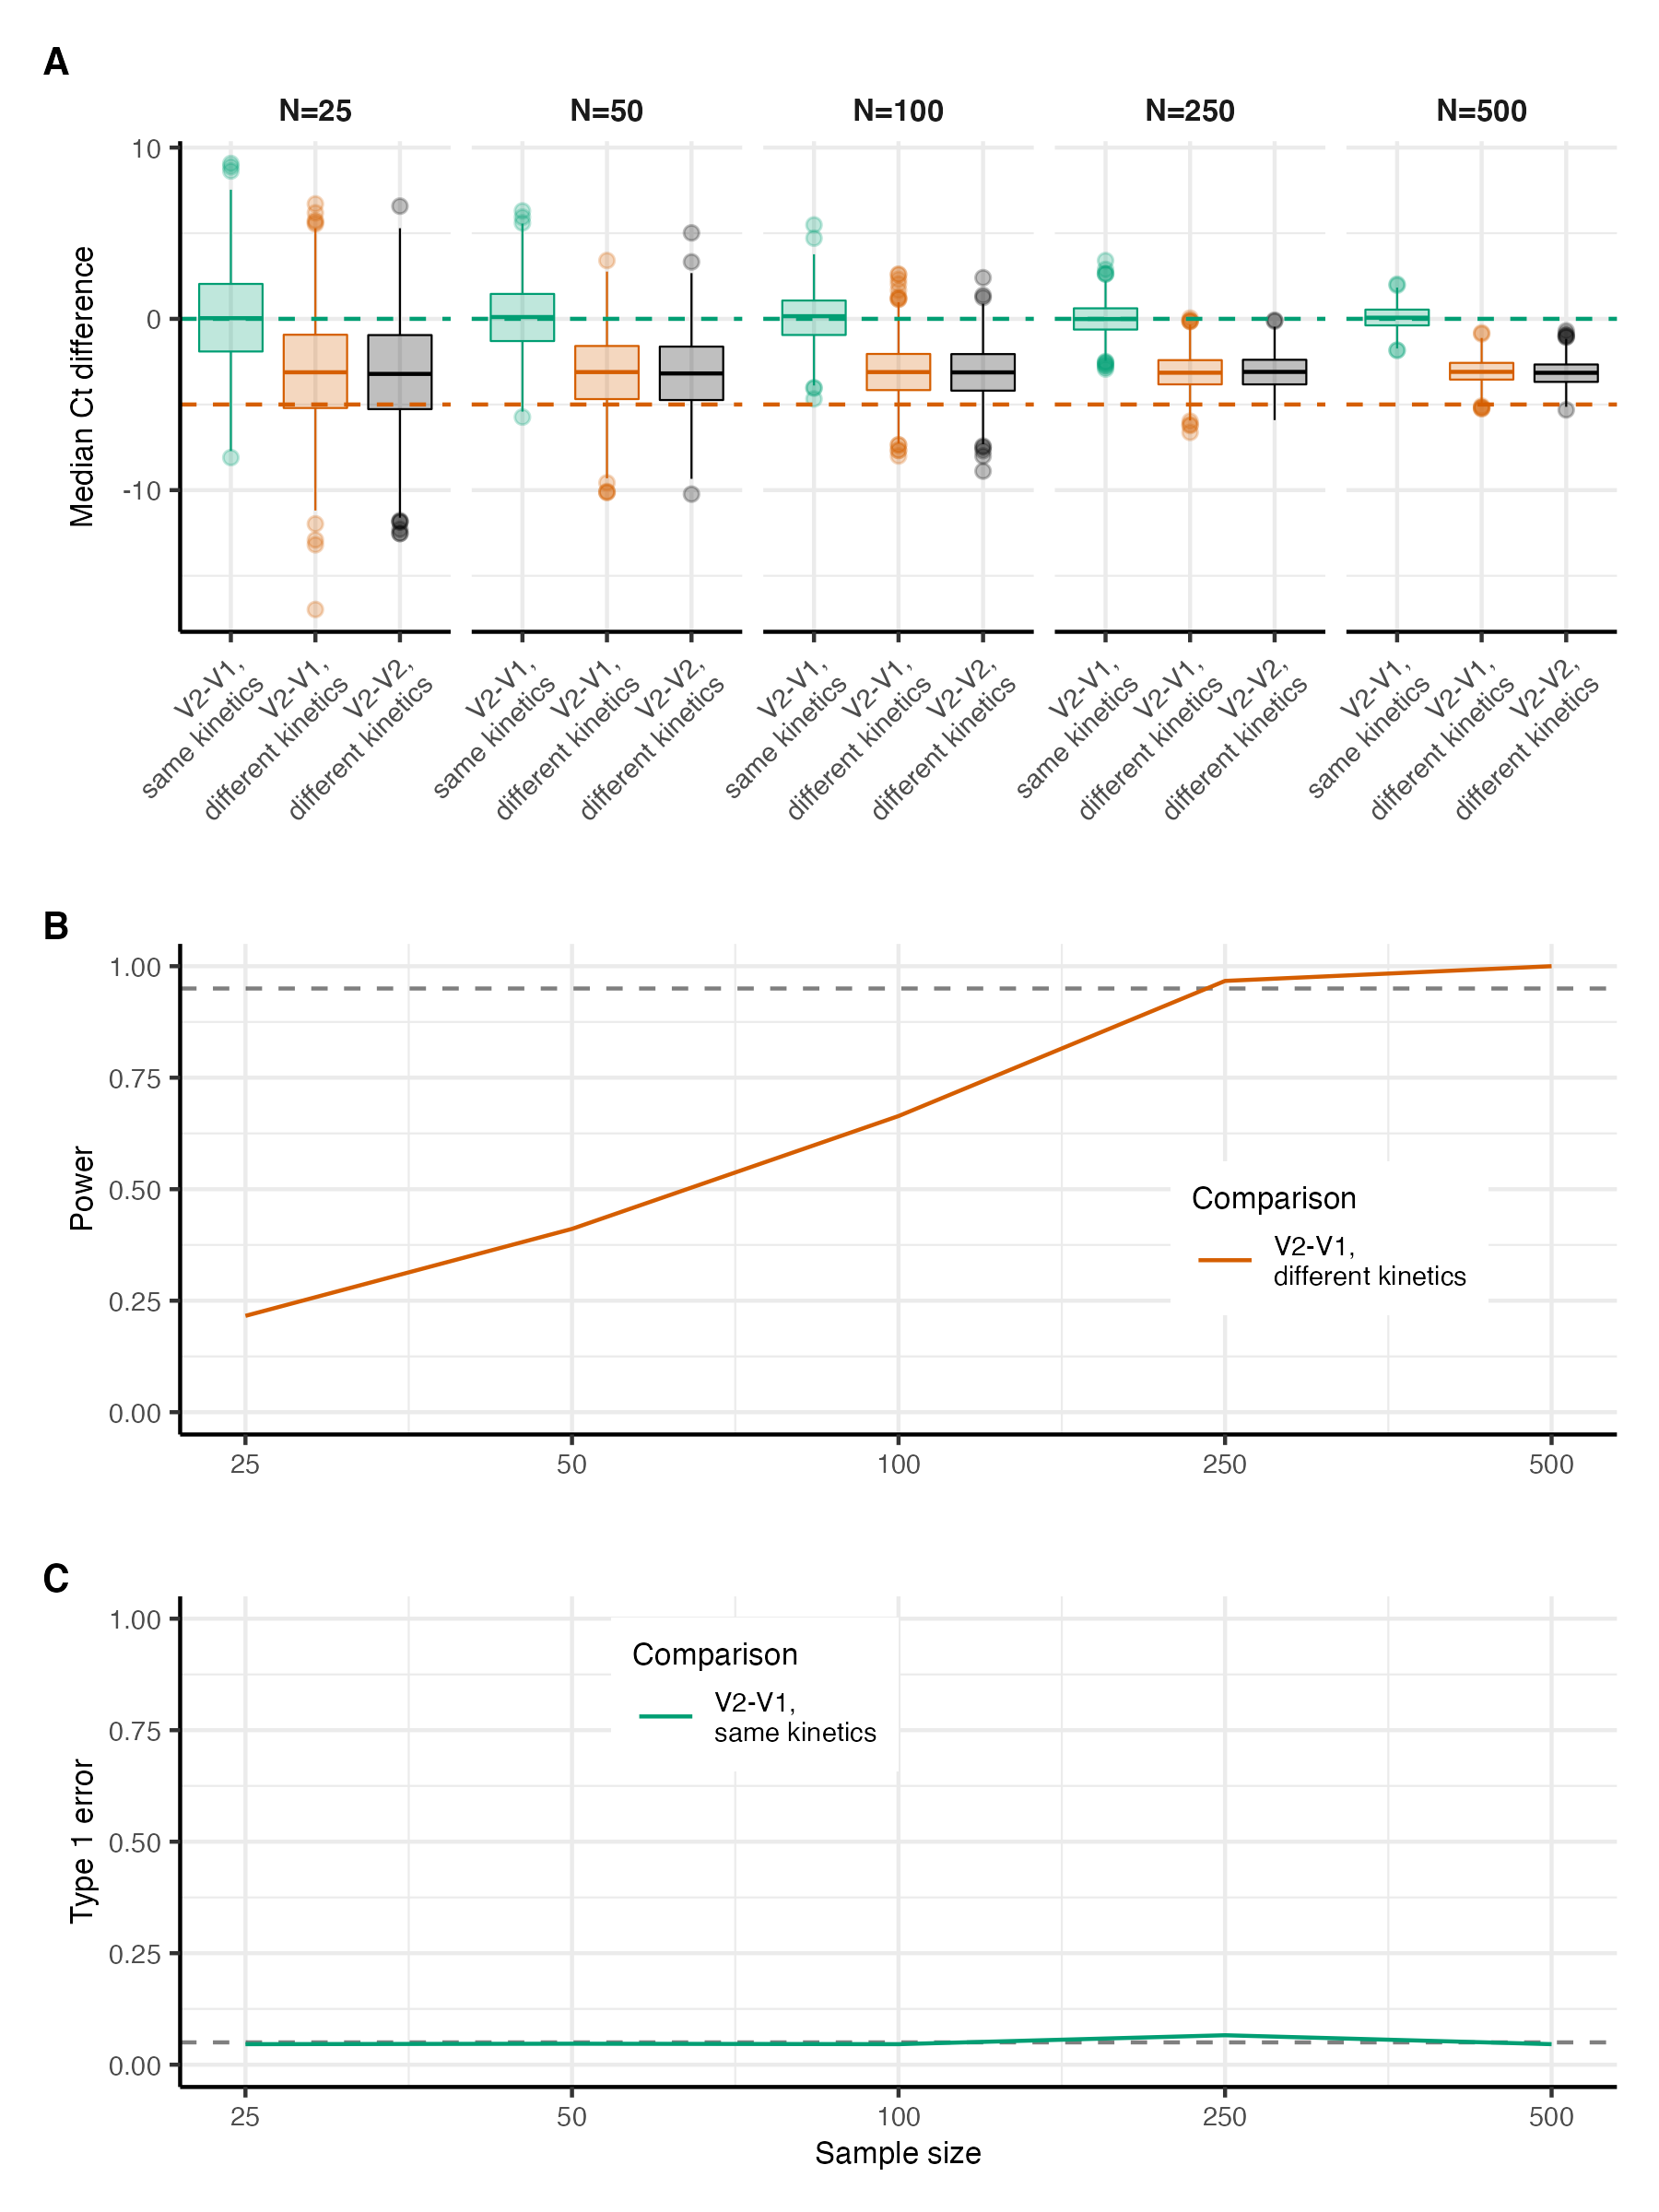 A
N=25 N=50 N=100 N=250 N=500
10
0
-10
Median Ct difference
V2-V1,
same kinetics
V2-V1,
different kinetics
V2-V2,
different kinetics
V2-V1,
same kinetics
V2-V1,
different kinetics
V2-V2,
different kinetics
V2-V1,
same kinetics
V2-V1,
different kinetics
V2-V2,
different kinetics
V2-V1,
same kinetics
V2-V1,
different kinetics
V2-V2,
different kinetics
V2-V1,
same kinetics
V2-V1,
different kinetics
V2-V2,
different kinetics
B
1.00
0.75
0.50
0.25
0.00
Power
Comparison
V2-V1,
different kinetics
25 50 100 250 500
C
1.00
0.75
0.50
0.25
0.00
Type 1 error
Comparison
V2-V1,
same kinetics
25 50 100 250 500
Sample size